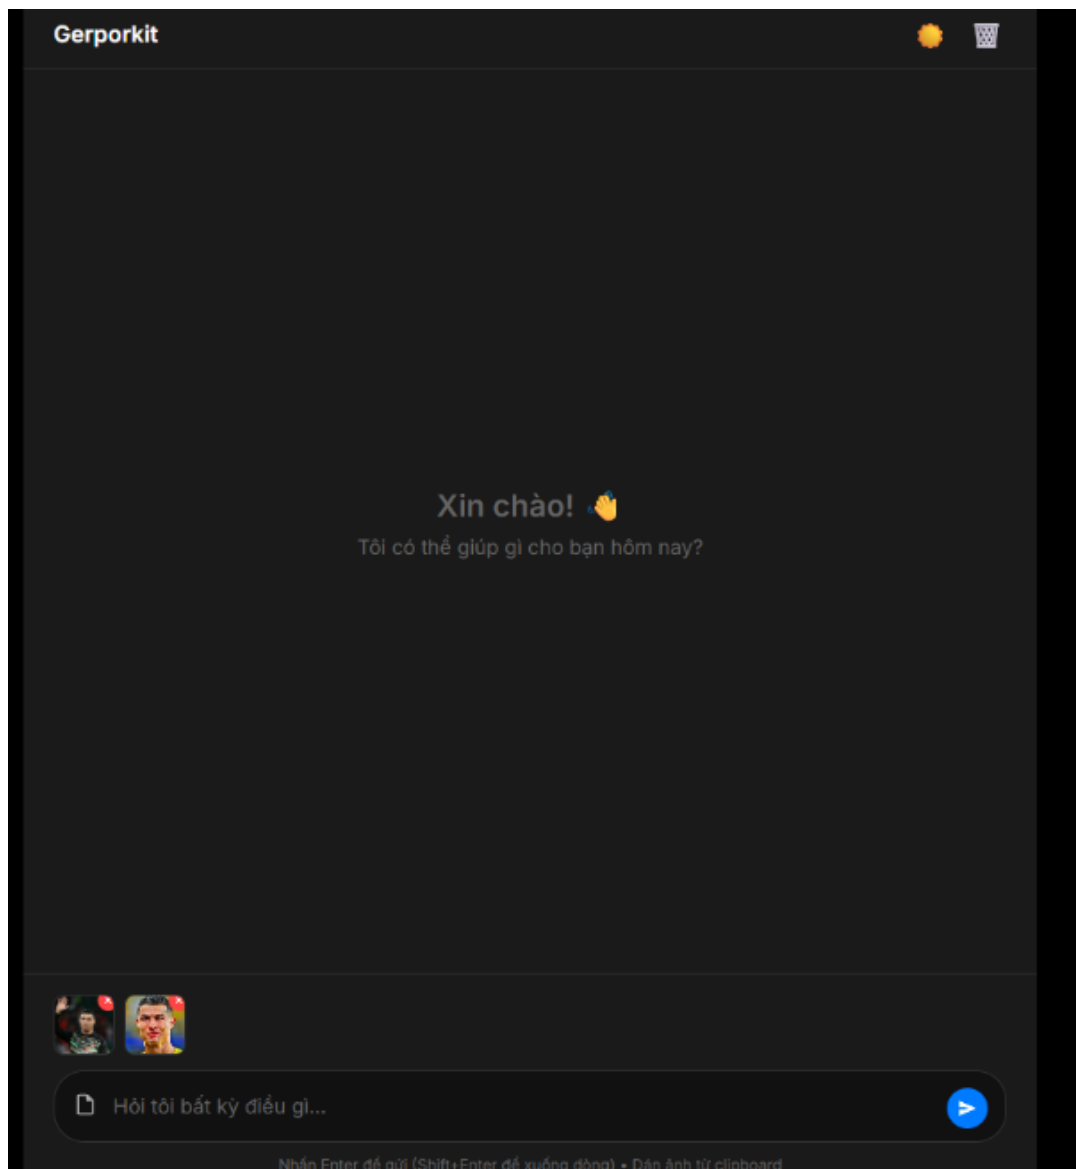 Gerporkit
Xin chào!
Tôi có thể giúp gì cho bạn hôm nay?
Hỏi tôi bất kỳ điều gì...
Nhấn Enter để gửi (Shift+Enter để xuống dòng) • Dán ảnh từ clipboard